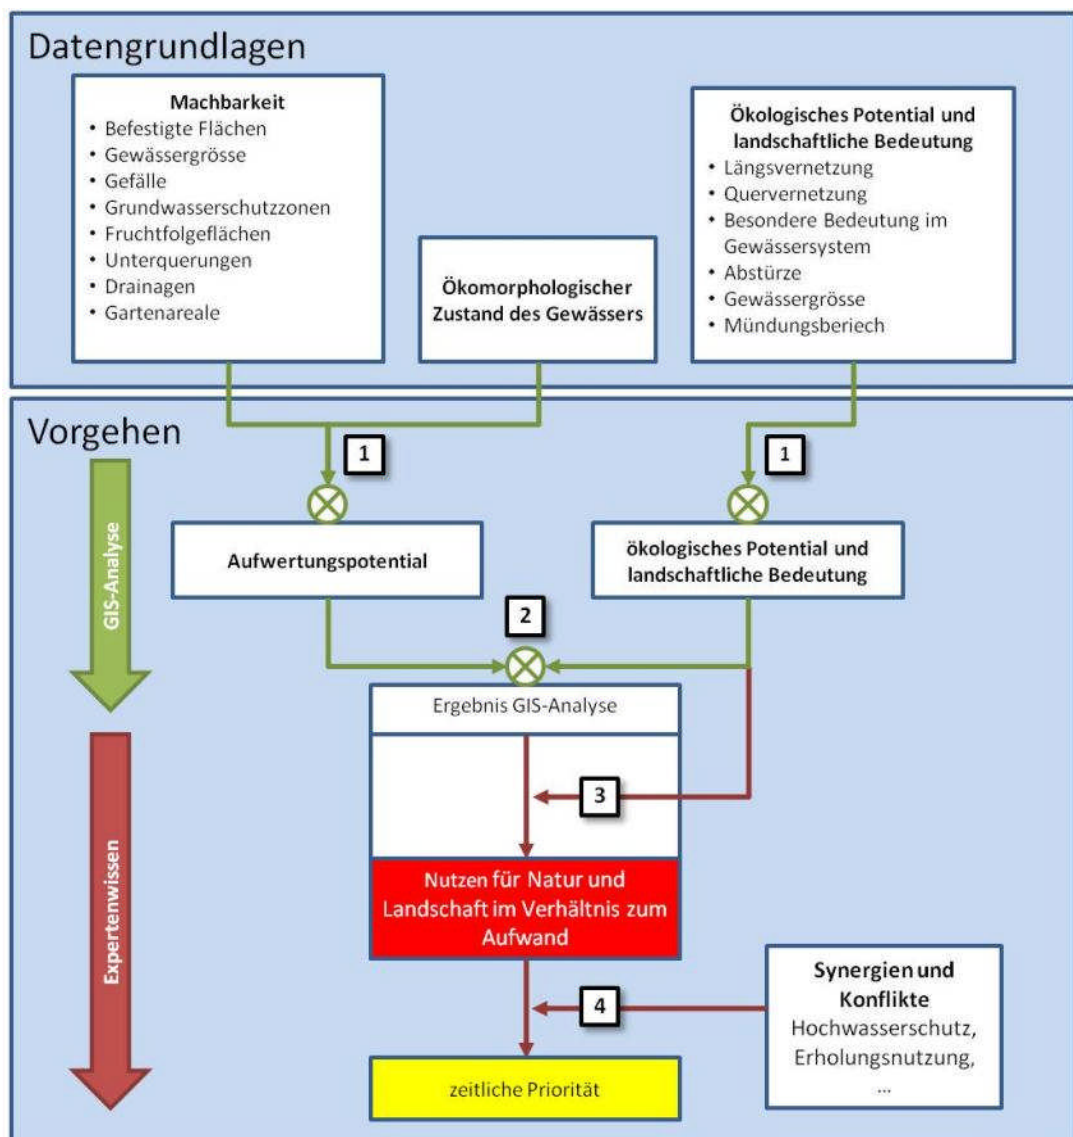 Datengrundlagen
Machbarkeit
• Befestigte Flächen
• Gewässergrösse
• Gefälle
• Grundwasserschutzzonen
• Fruchtfolgeflächen
• Unterquerungen
• Drainagen
• Gartenareale
Ökomorphologischer
Zustand des Gewässers
Ökologisches Potential und
landschaftliche Bedeutung
• Längsvernetzung
• Quervernetzung
• Besondere Bedeutung im
Gewässersystem
• Abstürze
• Gewässergrösse
• Mündungsberiech
Vorgehen
GIS-Analyse
Expertenwissen
1
1
Aufwertungspotential
ökologisches Potential und
landschaftliche Bedeutung
2
Ergebnis GIS-Analyse
3
Nutzen für Natur und
Landschaft im Verhältnis zum
Aufwand
4
Synergien und
Konflikte
Hochwasserschutz,
Erholungsnutzung,
...
zeitliche Priorität